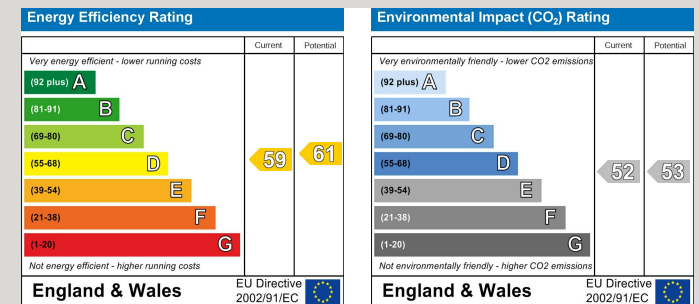 Energy Efficiency Rating
Current Potential
Very energy efficient - lower running costs
(92 plus) A
(81-91) B
(69-80) C
(55-68) D
(39-54) E
(21-38) F
(1-20) G
59 61
Not energy efficient - higher running costs
England & Wales
EU Directive
2002/91/EC
Environmental Impact (CO₂) Rating
Current Potential
Very environmentally friendly - lower CO2 emissions
(92 plus) A
(81-91) B
(69-80) C
(55-68) D
(39-54) E
(21-38) F
(1-20) G
52 53
Not environmentally friendly - higher CO2 emissions
England & Wales
EU Directive
2002/91/EC